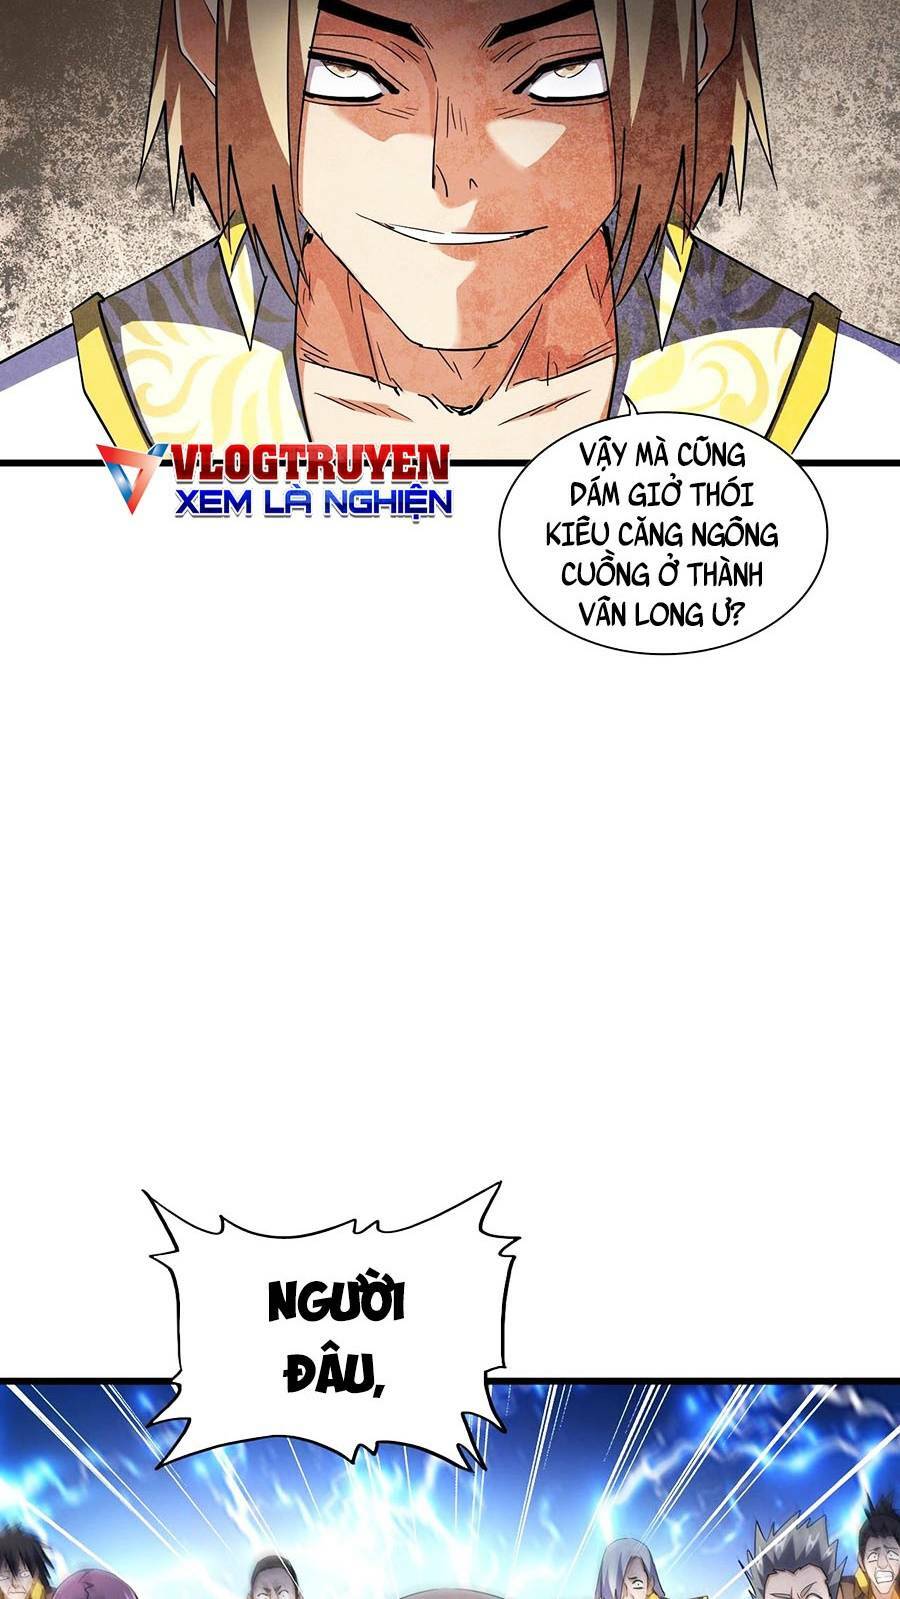 VLOGTRUYEN
XEM LÀ NGHIỆN
VẬY MÀ CŨNG
DÁM GIỞ THÓI
KIÊU CĂNG NGÔNG
CUỒNG Ở THÀNH
VÂN LONG Ư?
NGƯỜI
ĐÂU,